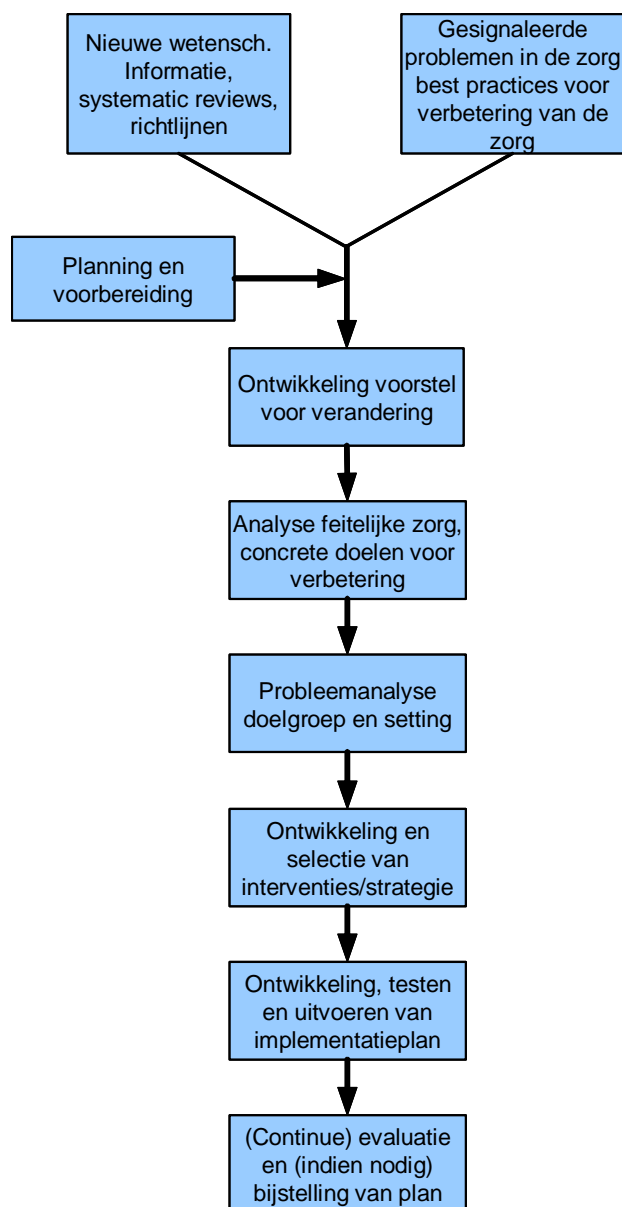 Nieuwe wetensch.
Informatie,
systematic reviews,
richtlijnen
Gesignaleerde
problemen in de zorg
best practices voor
verbetering van de
zorg
Planning en
voorbereiding
Ontwikkeling voorstel
voor verandering
Analyse feitelijke zorg,
concrete doelen voor
verbetering
Probleemanalyse
doelgroep en setting
Ontwikkeling en
selectie van
interventies/strategie
Ontwikkeling, testen
en uitvoeren van
implementatieplan
(Continue) evaluatie
en (indien nodig)
bijstelling van plan